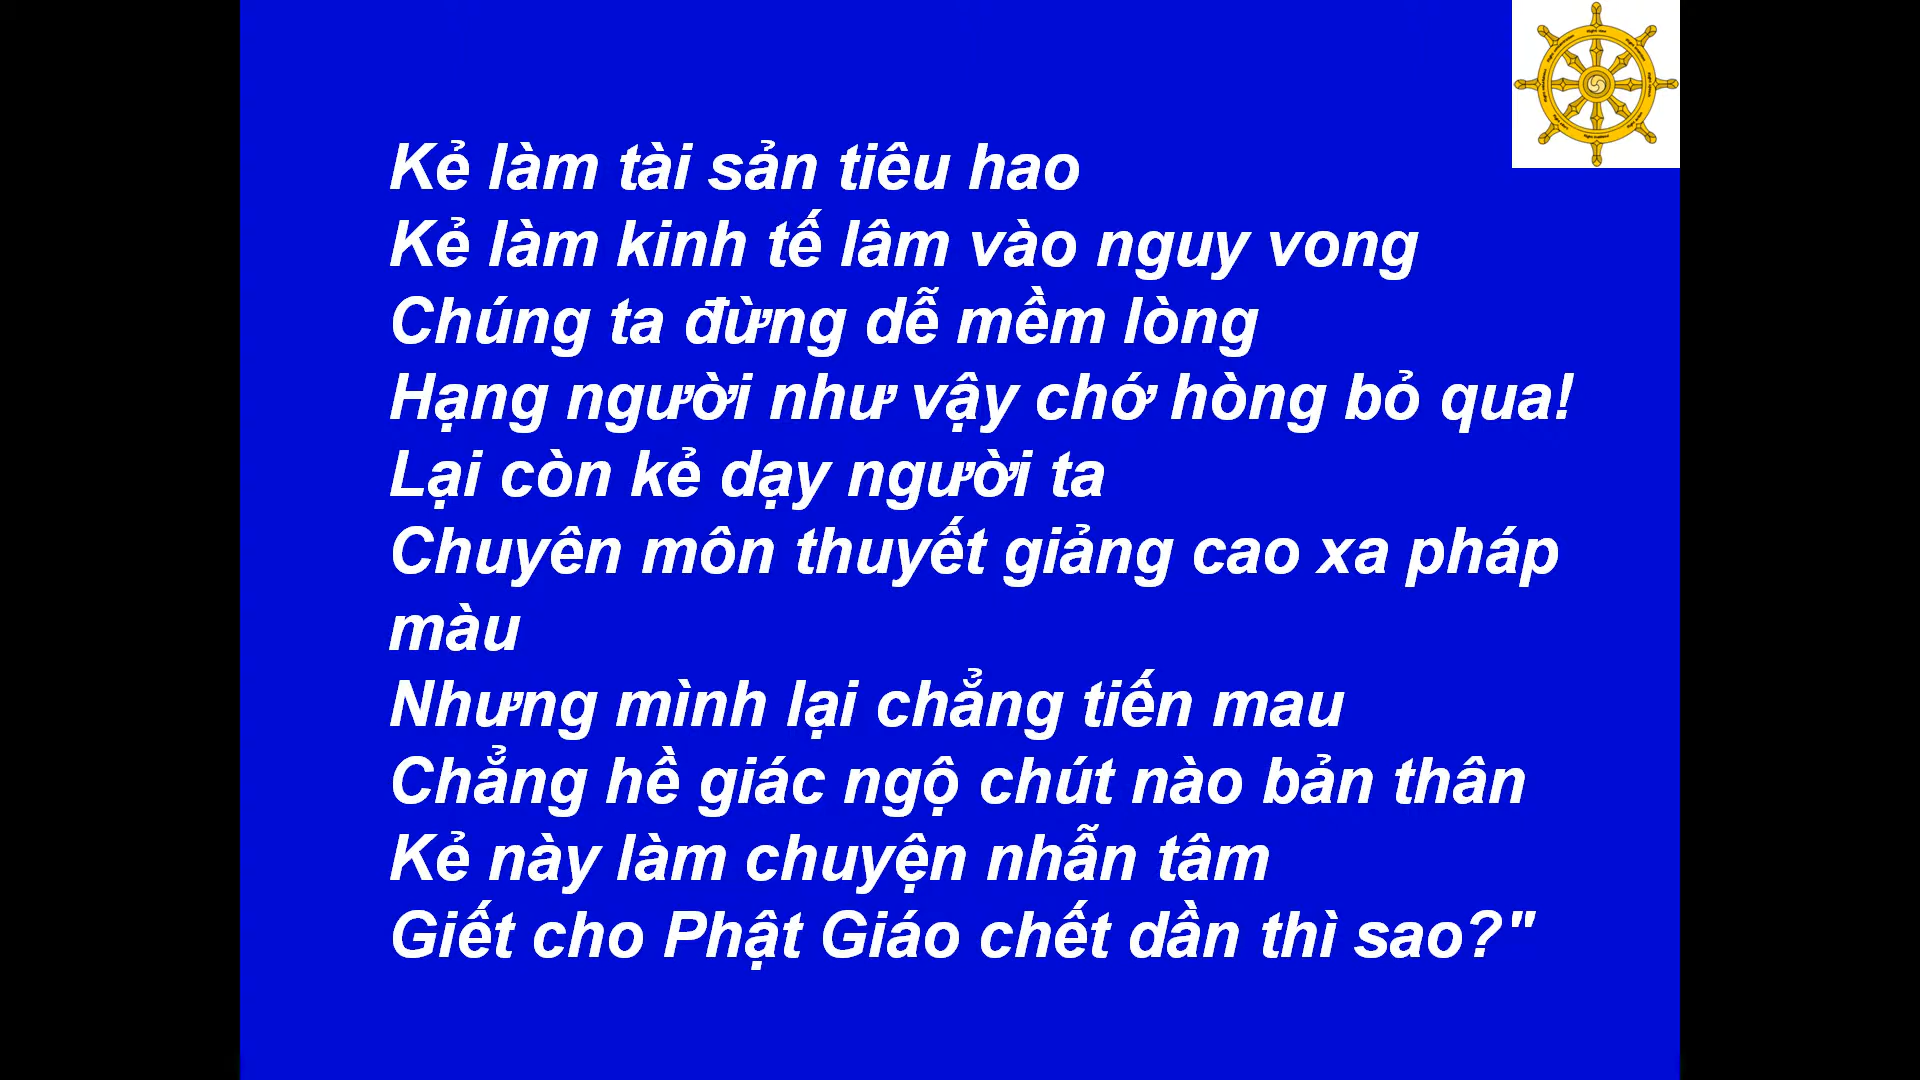 Kẻ làm tài sản tiêu hao
Kẻ làm kinh tế lâm vào nguy vong
Chúng ta đừng dễ mềm lòng
Hạng người như vậy chớ hòng bỏ qua!
Lại còn kẻ dạy người ta
Chuyên môn thuyết giảng cao xa pháp
màu
Nhưng mình lại chẳng tiến mau
Chẳng hề giác ngộ chút nào bản thân
Kẻ này làm chuyện nhẫn tâm
Giết cho Phật Giáo chết dần thì sao?"